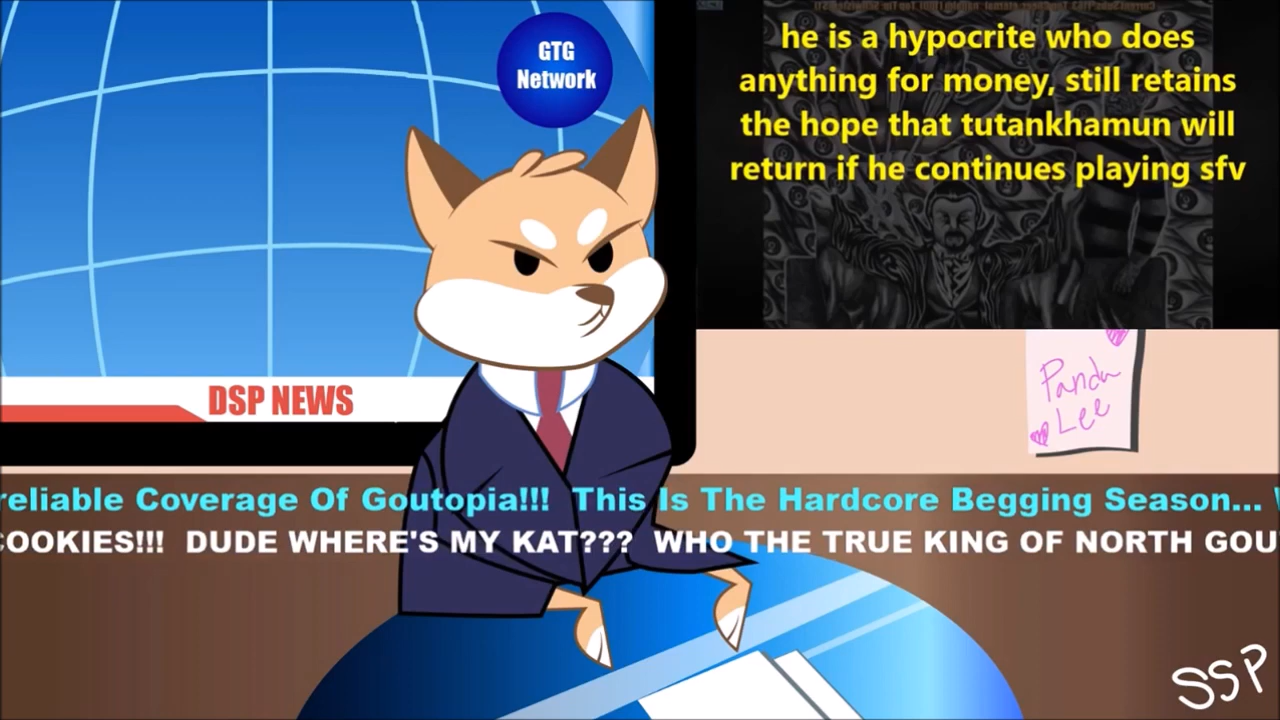 GTG
Network
he is a hypocrite who does
anything for money, still retains
the hope that tutankhamun will
return if he continues playing sfv
DSP NEWS
Panda
Lee
reliable Coverage Of Goutopia!!! This Is The Hardcore Begging Season...
COOKIES!!! DUDE WHERE'S MY KAT??? WHO THE TRUE KING OF NORTH GOU
SSP